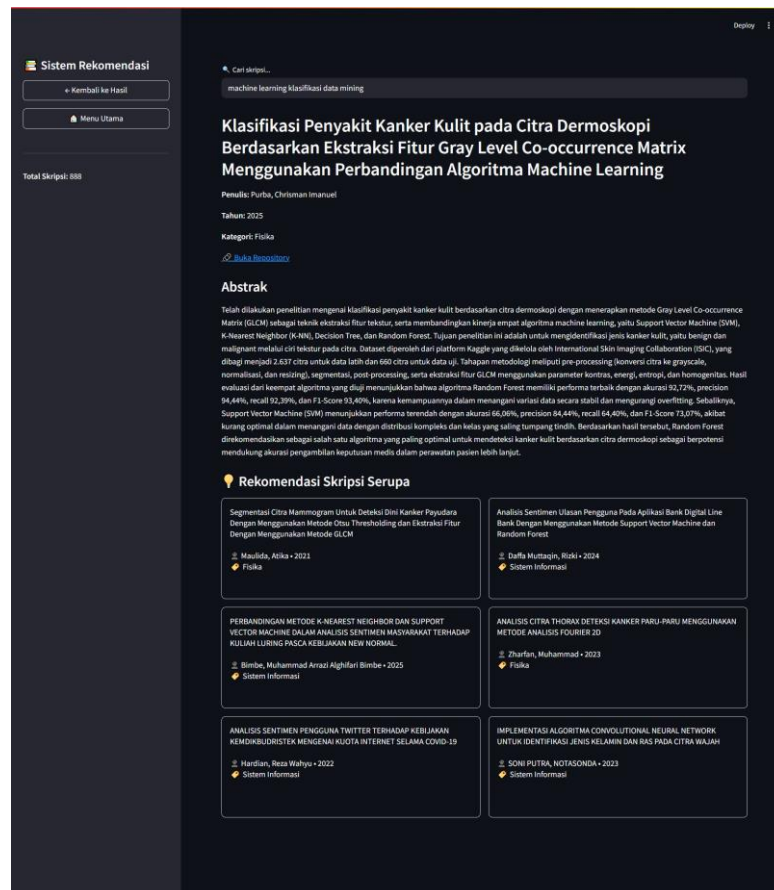 Deploy
Sistem Rekomendasi
← Kembali ke Hasil
Menu Utama
Total Skripsi: 888
Cari skripsi...
machine learning klasifikasi data mining
Klasifikasi Penyakit Kanker Kulit pada Citra Dermoskopi
Berdasarkan Ekstraksi Fitur Gray Level Co-occurrence Matrix
Menggunakan Perbandingan Algoritma Machine Learning
Penulis: Purba, Chrisman Imanuel
Tahun: 2025
Kategori: Fisika
Buka Repository
Abstrak
Telah dilakukan penelitian mengenai klasifikasi penyakit kanker kulit berdasarkan citra dermoskopi dengan menerapkan metode Gray Level Co-occurrence
Matrix (GLCM) sebagai teknik ekstraksi fitur tekstur, serta membandingkan kinerja empat algoritma machine learning, yaitu Support Vector Machine (SVM),
K-Nearest Neighbor (K-NN), Decision Tree, dan Random Forest. Tujuan penelitian ini adalah untuk mengidentifikasi jenis kanker kulit, yaitu benign dan
malignant melalui ciri tekstur pada citra. Dataset diperoleh dari platform Kaggle yang dikelola oleh International Skin Imaging Collaboration (ISIC), yang
dibagi menjadi 2.637 citra untuk data latih dan 660 citra untuk data uji. Tahapan metodologi meliputi pre-processing (konversi citra ke grayscale,
normalisasi, dan resizing), segmentasi, post-processing, serta ekstraksi fitur GLCM menggunakan parameter kontras, energi, entropi, dan homogenitas. Hasil
evaluasi dari keempat algoritma yang diuji menunjukkan bahwa algoritma Random Forest memiliki performa terbaik dengan akurasi 92,72%, precision
94,44%, recall 92,39%, dan F1-Score 93,40%, karena kemampuannya dalam menangani variasi data secara stabil dan mengurangi overfitting. Sebaliknya,
Support Vector Machine (SVM) menunjukkan performa terendah dengan akurasi 66,06%, precision 84,44%, recall 64,40%, dan F1-Score 73,07%, akibat
kurang optimal dalam menangani data dengan distribusi kompleks dan kelas yang saling tumpang tindih. Berdasarkan hasil tersebut, Random Forest
direkomendasikan sebagai salah satu algoritma yang paling optimal untuk mendeteksi kanker kulit berdasarkan citra dermoskopi sebagai berpotensi
mendukung akurasi pengambilan keputusan medis dalam perawatan pasien lebih lanjut.
Rekomendasi Skripsi Serupa
Segmentasi Citra Mammogram Untuk Deteksi Dini Kanker Payudara
Dengan Menggunakan Metode Otsu Thresholding dan Ekstraksi Fitur
Dengan Menggunakan Metode GLCM
Maulida, Atika • 2021
Fisika
Analisis Sentimen Ulasan Pengguna Pada Aplikasi Bank Digital Line
Bank Dengan Menggunakan Metode Support Vector Machine dan
Random Forest
Daffa Muttaqin, Rizki • 2024
Sistem Informasi
PERBANDINGAN METODE K-NEAREST NEIGHBOR DAN SUPPORT
VECTOR MACHINE DALAM ANALISIS SENTIMEN MASYARAKAT TERHADAP
KULIAH LURING PASCA KEBIJAKAN NEW NORMAL.
Bimbe, Muhammad Arrazi Alghifari Bimbe • 2025
Sistem Informasi
ANALISIS CITRA THORAX DETEKSI KANKER PARU-PARU MENGGUNAKAN
METODE ANALISIS FOURIER 2D
Zharfan, Muhammad • 2023
Fisika
ANALISIS SENTIMEN PENGGUNA TWITTER TERHADAP KEBIJAKAN
KEMDIKBUDRISTEK MENGENAI KUOTA INTERNET SELAMA COVID-19
Hardian, Reza Wahyu • 2022
Sistem Informasi
IMPLEMENTASI ALGORITMA CONVOLUTIONAL NEURAL NETWORK
UNTUK IDENTIFIKASI JENIS KELAMIN DAN RAS PADA CITRA WAJAH
SONI PUTRA, NOTASONDA • 2023
Sistem Informasi